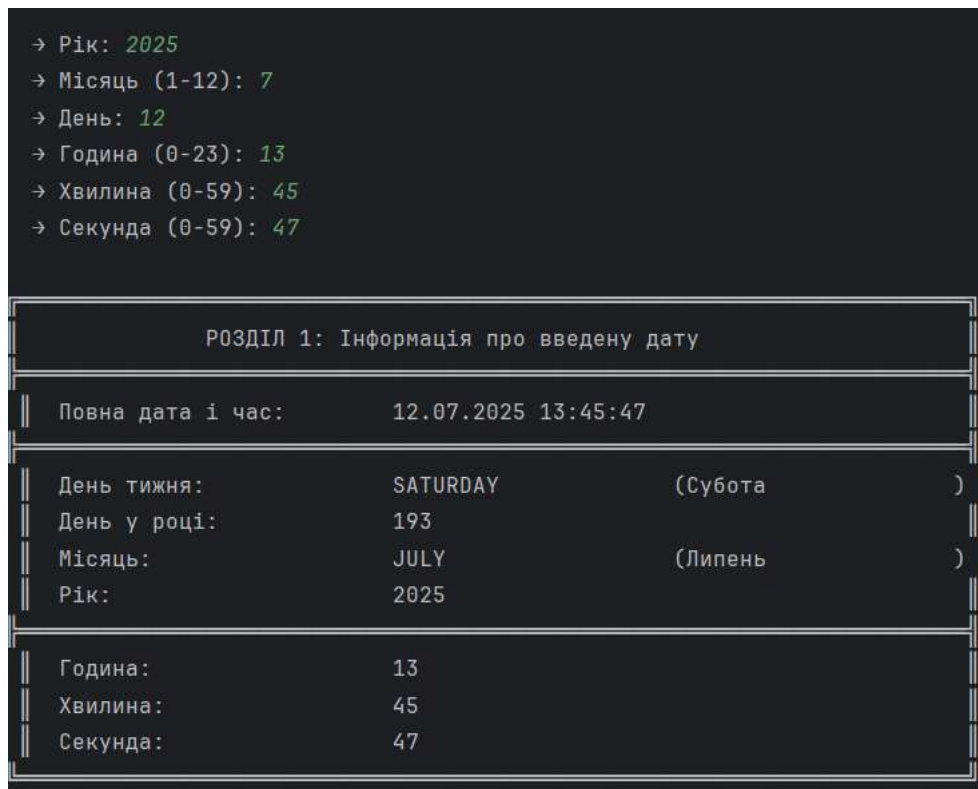 → Рік: 2025
→ Місяць (1-12): 7
→ День: 12
→ Година (0-23): 13
→ Хвилина (0-59): 45
→ Секунда (0-59): 47
РОЗДІЛ 1: Інформація про введену дату
Повна дата і час: 12.07.2025 13:45:47
День тижня: SATURDAY (Субота )
День у році: 193
Місяць: JULY (Липень )
Рік: 2025
Година: 13
Хвилина: 45
Секунда: 47